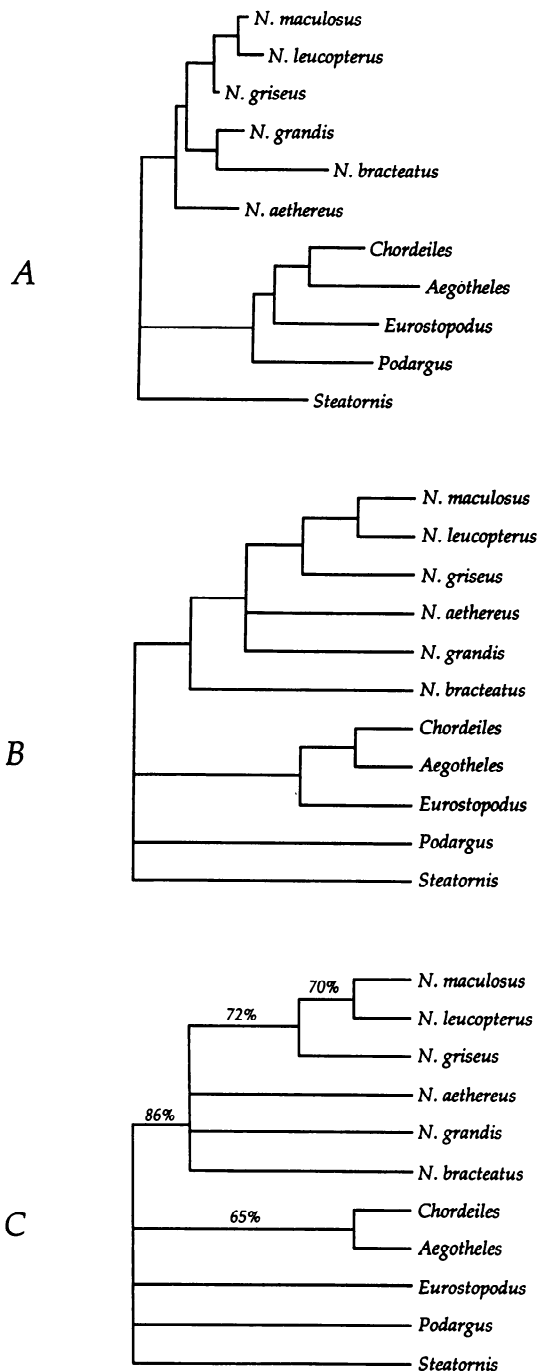 N. maculosus
N. leucopterus
N. griseus
N. grandis
N. bracteatus
N. aethereus
Chordeiles
A
Aegotheles
Eurostopodus
Podargus
Steatornis
N. maculosus
N. leucopterus
N. griseus
N. aethereus
N. grandis
N. bracteatus
Chordeiles
B
Aegotheles
Eurostopodus
Podargus
Steatornis
70%
N. maculosus
72%
N. leucopterus
N. griseus
N. aethereus
86%
N. grandis
N. bracteatus
65%
Chordeiles
C
Aegotheles
Eurostopodus
Podargus
Steatornis